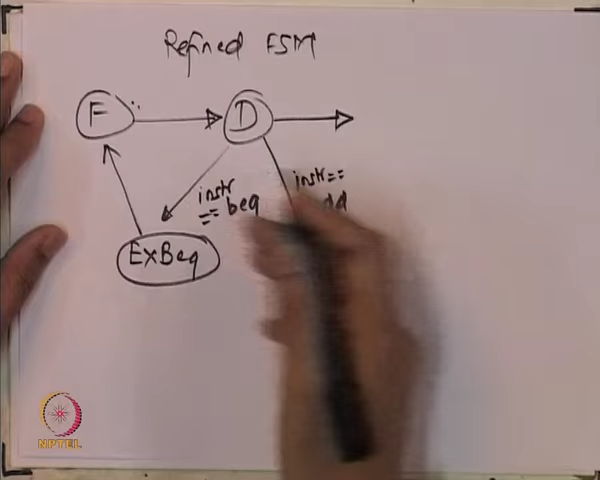 Refined FSM
F
D
instr
== beq
instr==
ExBeq
NPTEL